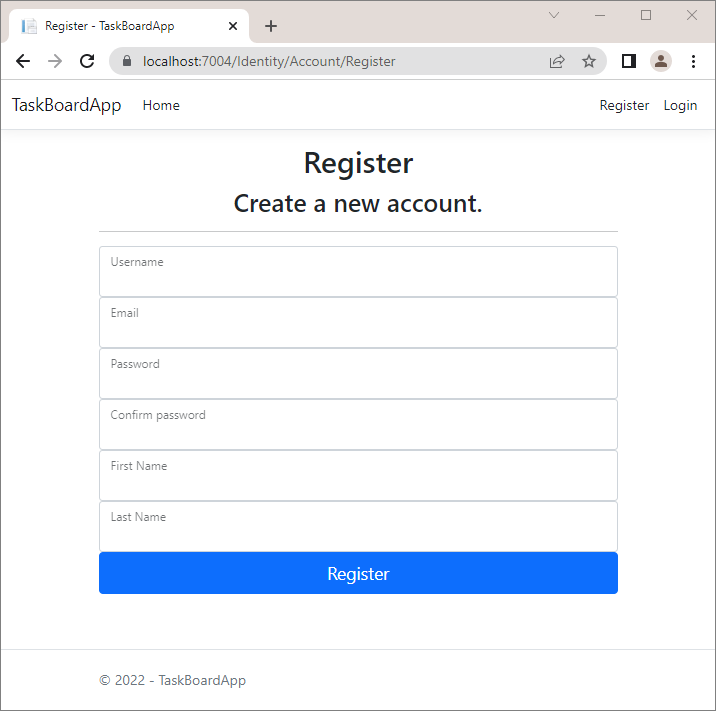 Register - TaskBoardApp
localhost:7004/Identity/Account/Register
TaskBoardApp Home Register Login
Register
Create a new account.
Username
Email
Password
Confirm password
First Name
Last Name
Register
© 2022 - TaskBoardApp